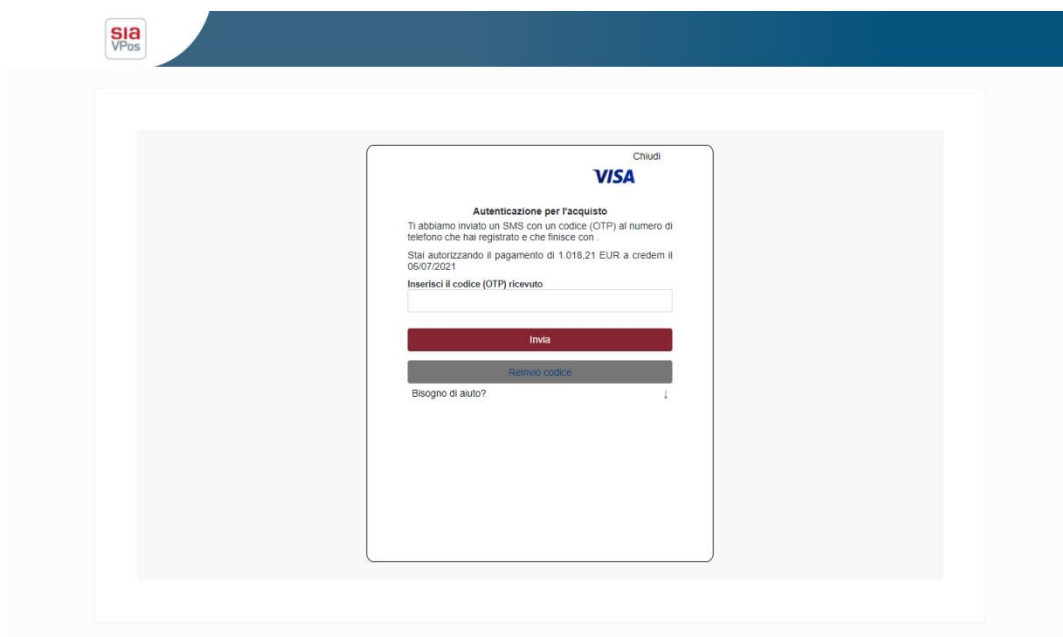 sia
VPos
Chiudi
VISA
Autenticazione per l'acquisto
Ti abbiamo inviato un SMS con un codice (OTP) al numero di
telefono che hai registrato e che finisce con .
Stai autorizzando il pagamento di 1.018,21 EUR a credem il
06/07/2021
Inserisci il codice (OTP) ricevuto
Invia
Reinvio codice
Bisogno di aiuto? ↓